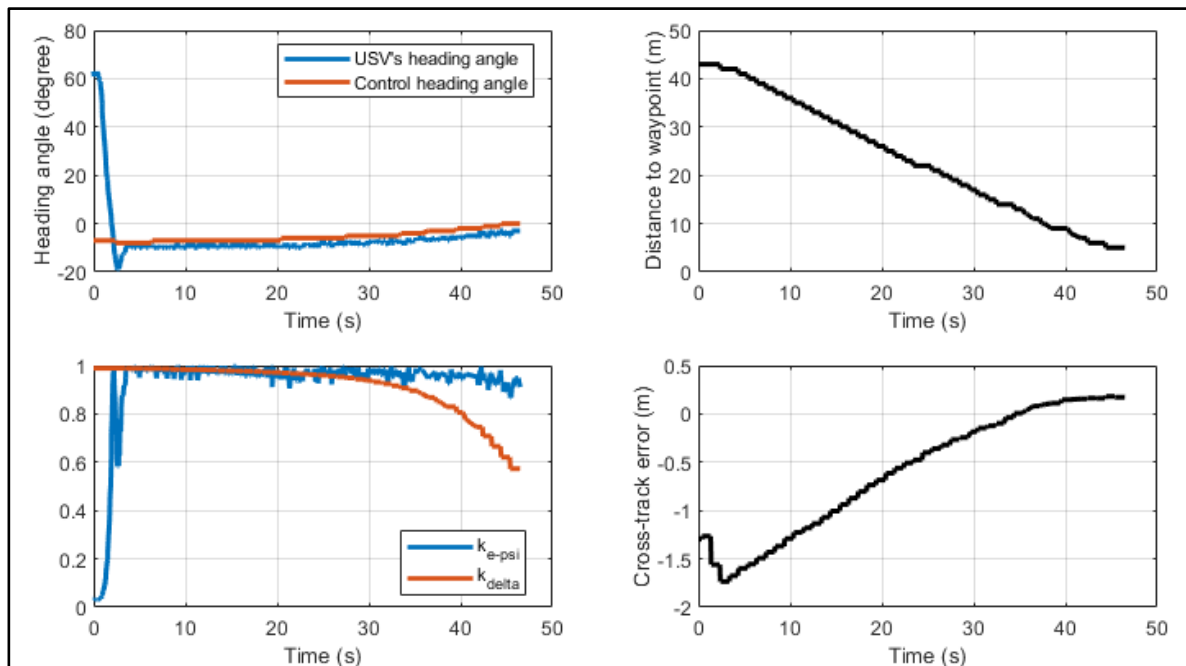 80
60
40
20
0
-20
Heading angle (degree)
USV's heading angle
Control heading angle
0 10 20 30 40 50
Time (s)
50
40
30
20
10
0
Distance to waypoint (m)
0 10 20 30 40 50
Time (s)
1
0.8
0.6
0.4
0.2
0
k_e-psi
k_delta
0 10 20 30 40 50
Time (s)
0.5
0
-0.5
-1
-1.5
-2
Cross-track error (m)
0 10 20 30 40 50
Time (s)